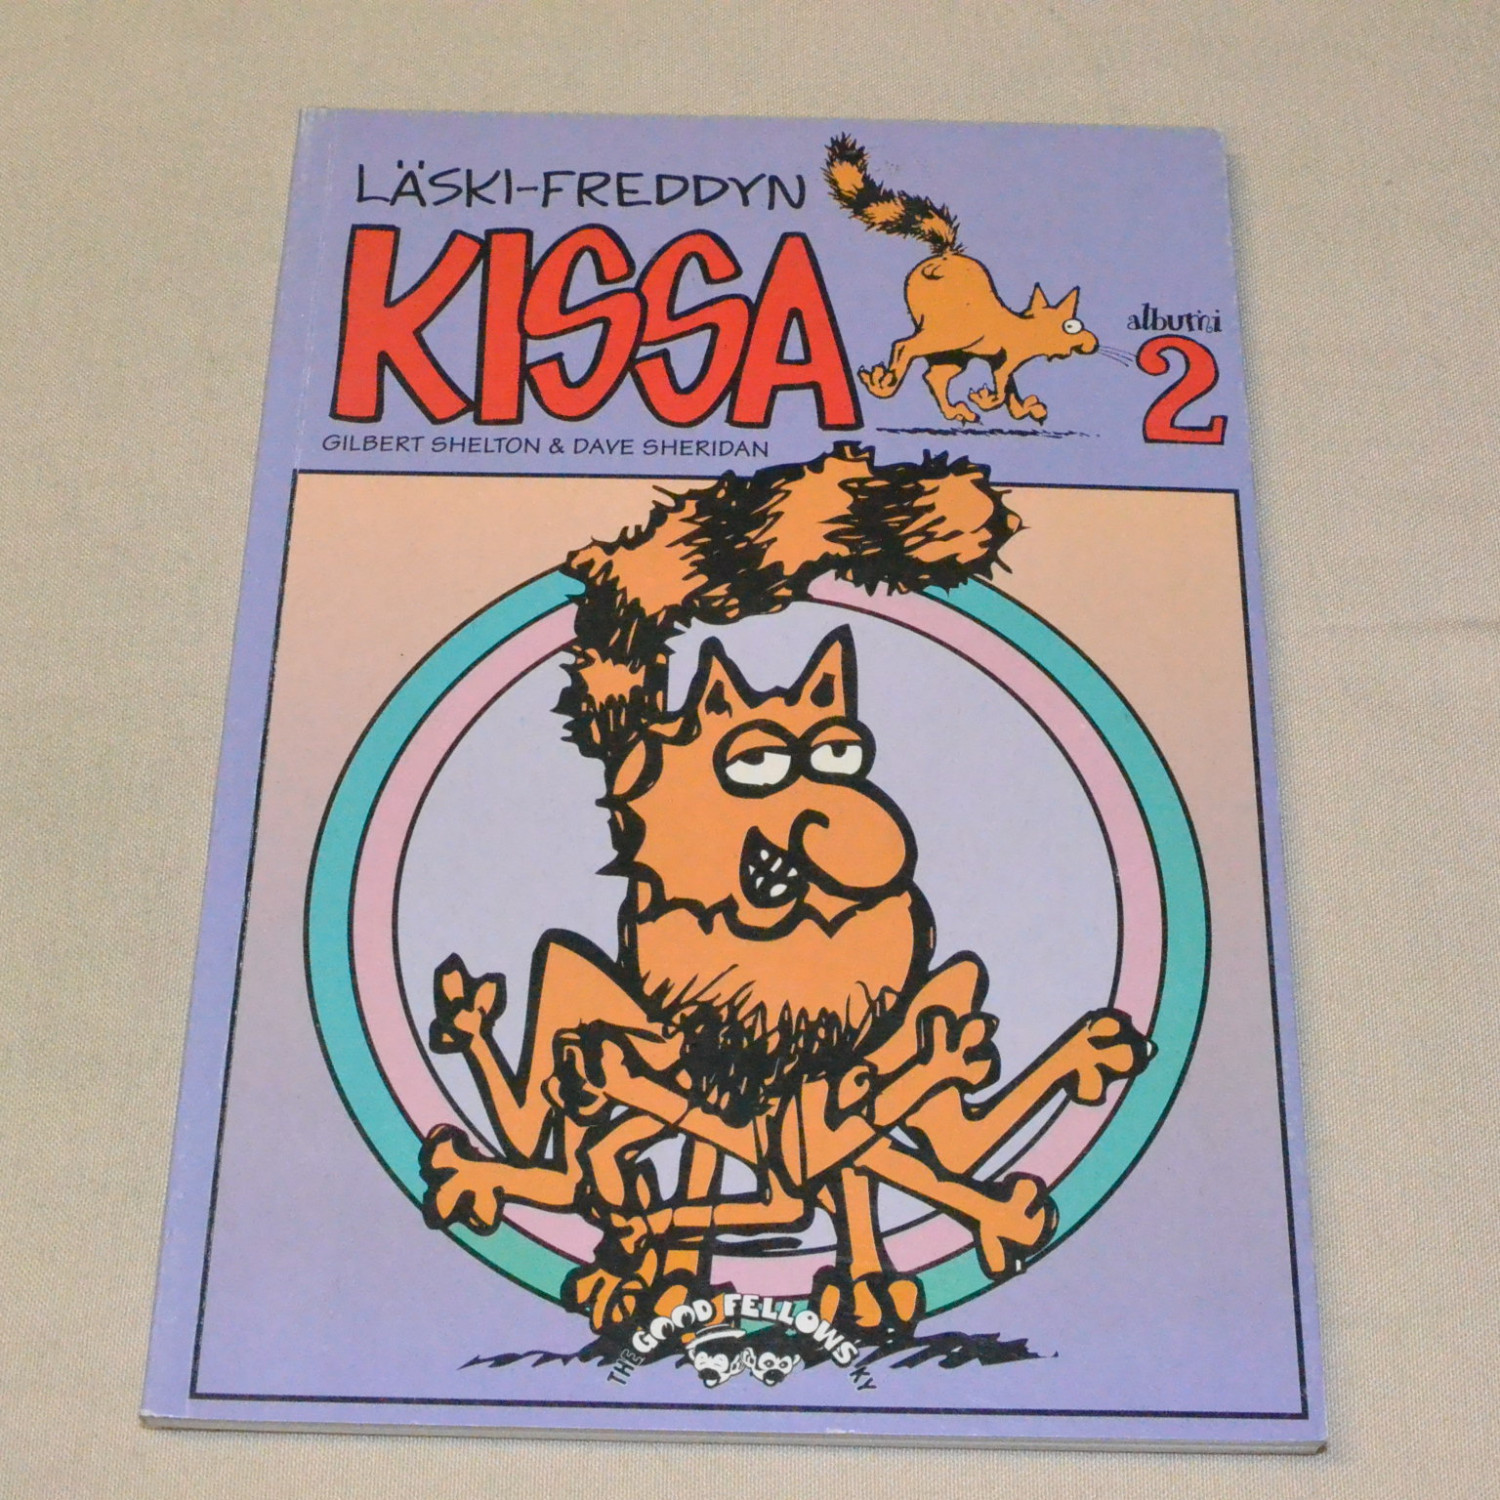 LÄSKI-FREDDYN
KISSA
albumi
2
GILBERT SHELTON & DAVE SHERIDAN
THE GOOD FELLOWS KY